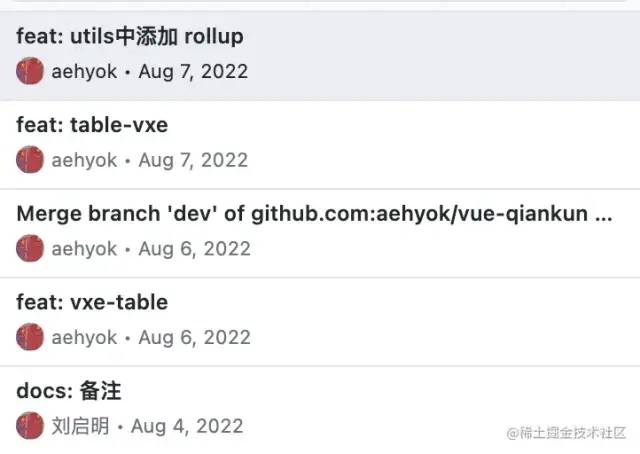 feat: utils中添加 rollup
aehyok • Aug 7, 2022
feat: table-vxe
aehyok • Aug 7, 2022
Merge branch 'dev' of github.com:aehyok/vue-qiankun ...
aehyok • Aug 6, 2022
feat: vxe-table
aehyok • Aug 6, 2022
docs: 备注
刘启明 • Aug 4, 2022
@稀土掘金技术社区